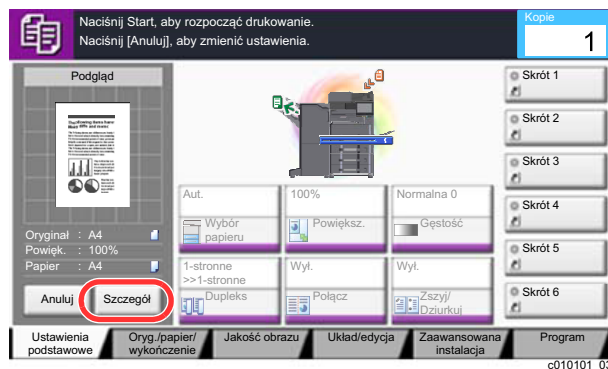 Naciśnij Start, aby rozpocząć drukowanie.
Naciśnij [Anuluj], aby zmienić ustawienia.
Kopie
1
Podgląd
Oryginał : A4
Powięk. : 100%
Papier : A4
Anuluj
Szczegół
Aut.
Wybór
papieru
100%
Powiększ.
Normalna 0
Gęstość
1-stronne
>>1-stronne
Dupleks
Wył.
Połącz
Wył.
Zszyj/
Dziurkuj
Skrót 1
Skrót 2
Skrót 3
Skrót 4
Skrót 5
Skrót 6
Ustawienia
podstawowe
Oryg./papier/
wykończenie
Jakość obrazu
Układ/edycja
Zaawansowana
instalacja
Program